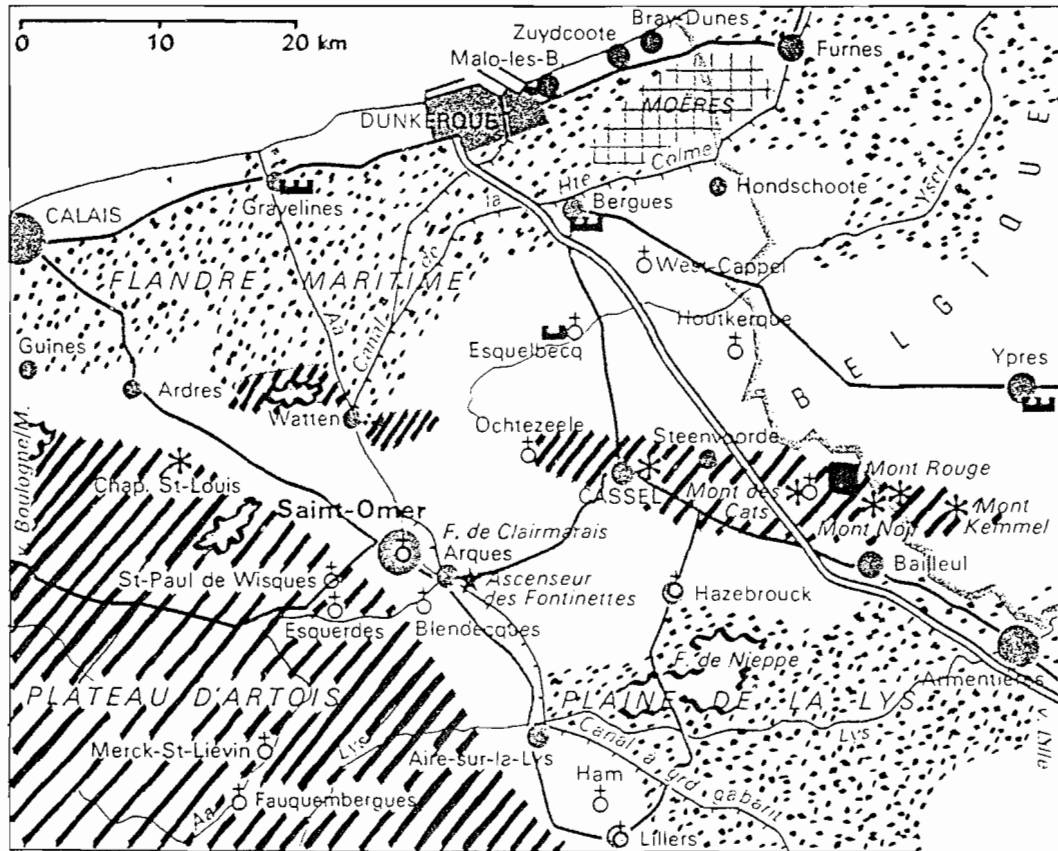 0 10 20 km
Bray-Dunes
Zuydcoote
Furnes
Malo-les-B.
MOËRES
DUNKERQUE
Hte Colme
la
Hondschoote
Yser
Gravelines
Bergues
CALAIS
West-Cappel
FLANDRE MARITIME
BELGIQUE
Aa
Canal à
Houtkerque
Esquelbecq
Guines
Ypres
Ardres
Watten
Ochtezeele
Steenvoorde
v. Boulogne/M.
Mont Rouge
Chap. St-Louis
CASSEL
Mont des
Cats
Mont Noir
Mont
Kemmel
Saint-Omer
F. de Clairmarais
Arques
Bailleul
St-Paul de Wisques
Ascenseur
des Fontinettes
Hazebrouck
Esquerdes
Blendecques
F. de Nieppe
PLATEAU D'ARTOIS
PLAINE DE LA LYS
Armentières
v. Lille
Merck-St-Liévin
Lys
Aire-sur-la-Lys
Lys
Canal à grd gabarit
Ham
Aa
Fauquembergues
Lillers